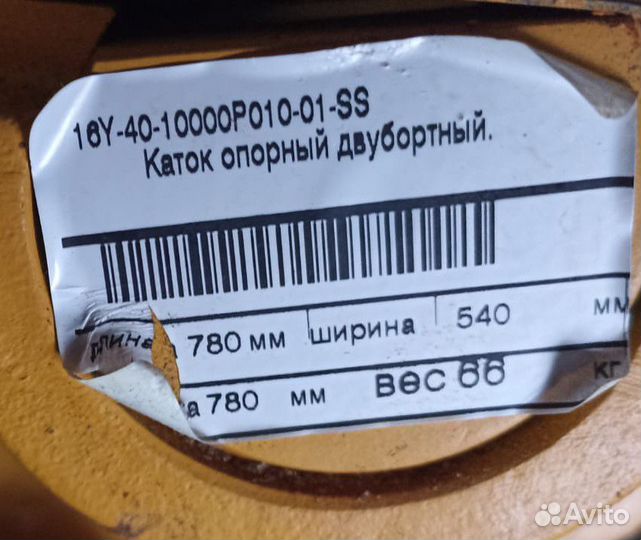 16Y-40-10000P010-01-SS
Каток опорный двубортный.
длина 780 мм ширина 540 мм
780 мм вес 66 кг
Avito